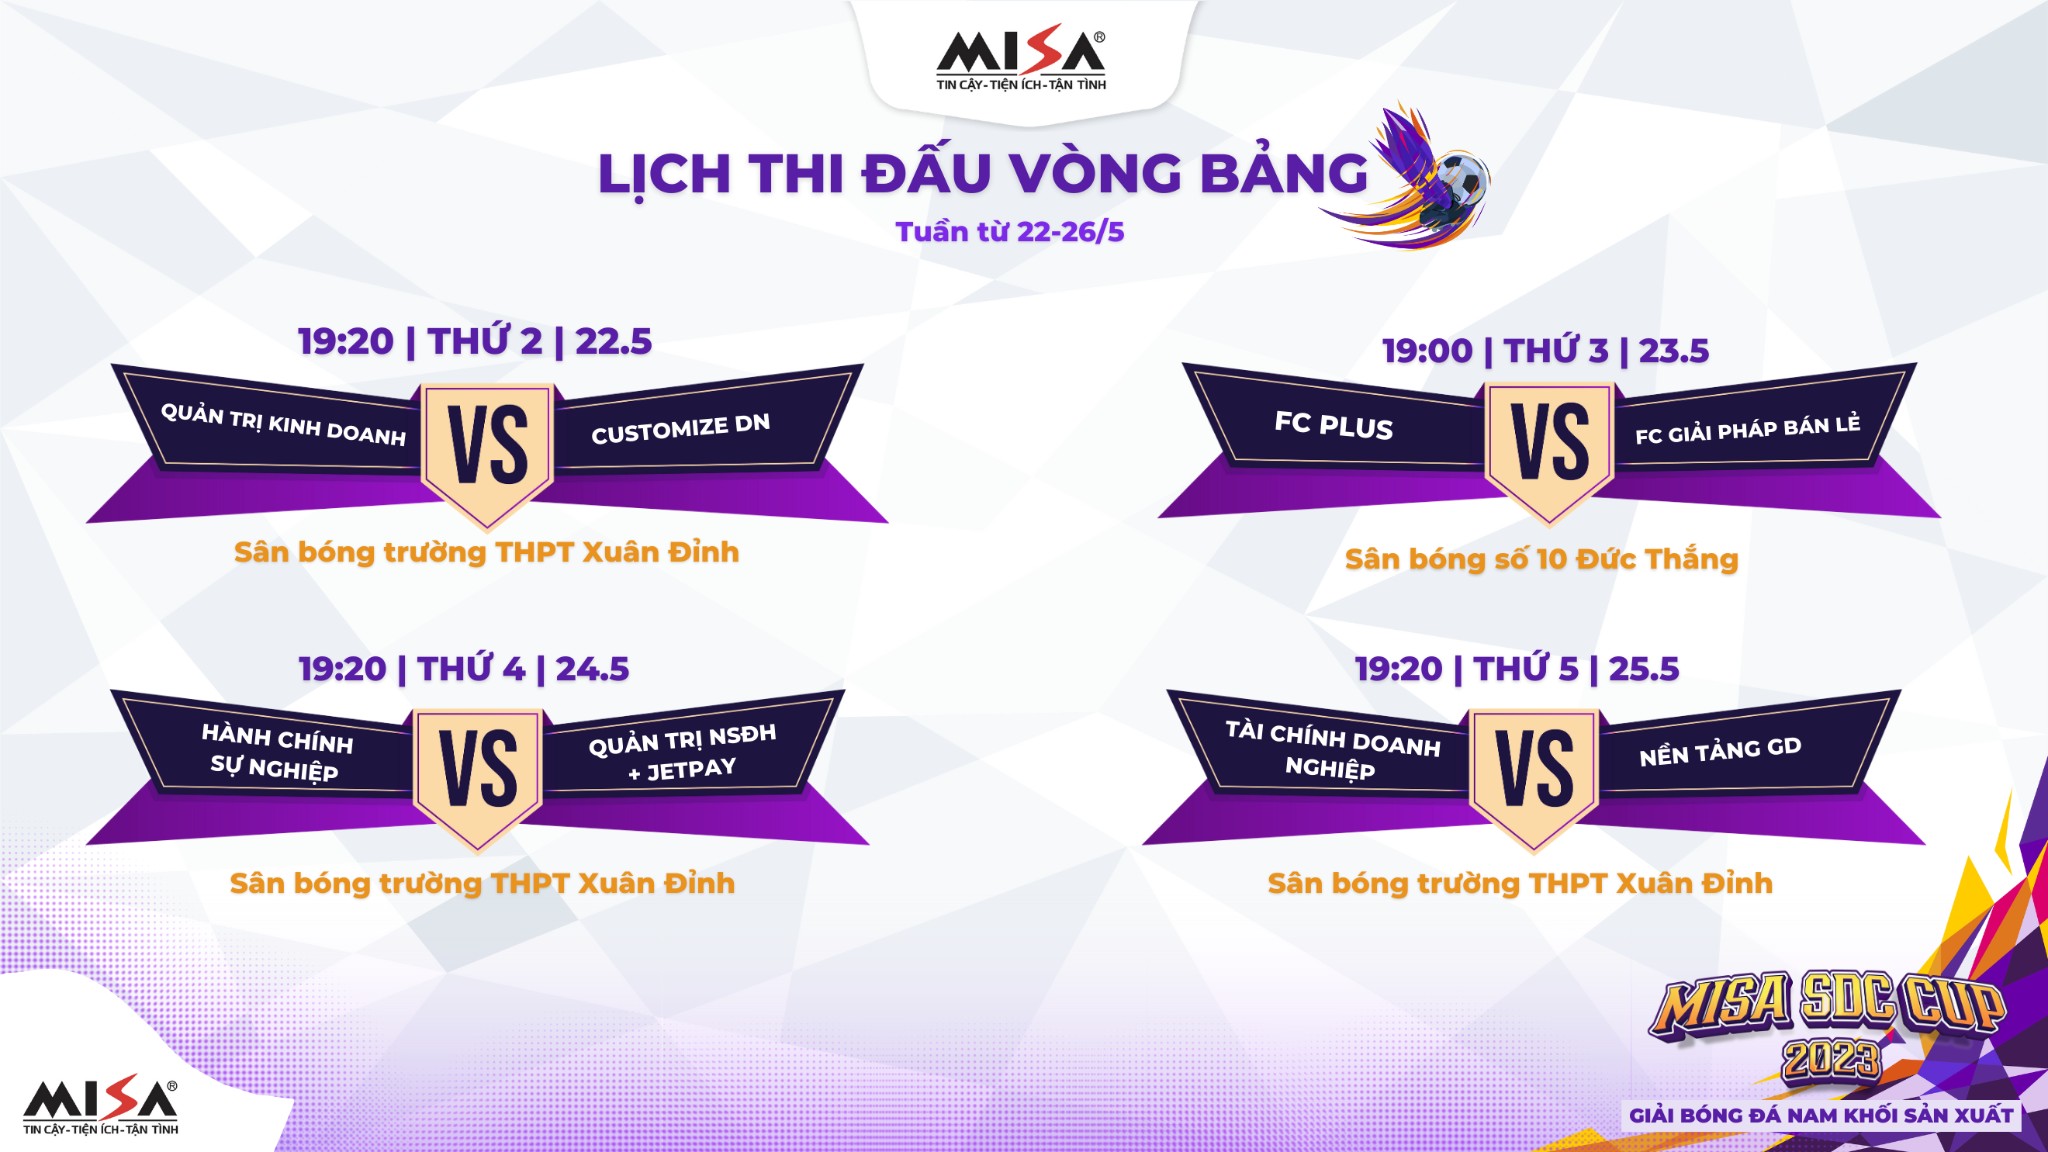 MISA®
TIN CẬY-TIỆN ÍCH-TẬN TÌNH
LỊCH THI ĐẤU VÒNG BẢNG
Tuần từ 22-26/5
19:20 | THỨ 2 | 22.5
QUẢN TRỊ KINH DOANH
VS
CUSTOMIZE DN
Sân bóng trường THPT Xuân Đỉnh
19:00 | THỨ 3 | 23.5
FC PLUS
VS
FC GIẢI PHÁP BÁN LẺ
Sân bóng số 10 Đức Thắng
19:20 | THỨ 4 | 24.5
HÀNH CHÍNH
SỰ NGHIỆP
VS
QUẢN TRỊ NSĐH
+ JETPAY
Sân bóng trường THPT Xuân Đỉnh
19:20 | THỨ 5 | 25.5
TÀI CHÍNH DOANH
NGHIỆP
VS
NỀN TẢNG GD
Sân bóng trường THPT Xuân Đỉnh
MISA®
TIN CẬY-TIỆN ÍCH-TẬN TÌNH
MISA SDC CUP
2023
GIẢI BÓNG ĐÁ NAM KHỐI SẢN XUẤT